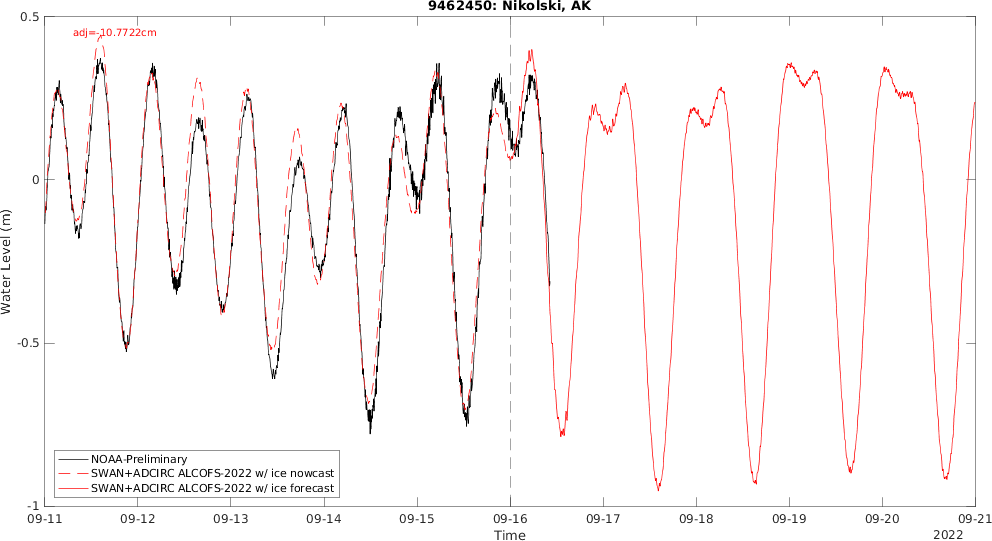 9462450: Nikolski, AK
adj=-10.7722cm
0.5
0
-0.5
-1
Water Level (m)
NOAA-Preliminary
SWAN+ADCIRC ALCOFS-2022 w/ ice nowcast
SWAN+ADCIRC ALCOFS-2022 w/ ice forecast
09-11 09-12 09-13 09-14 09-15 09-16 09-17 09-18 09-19 09-20 09-21
Time
2022